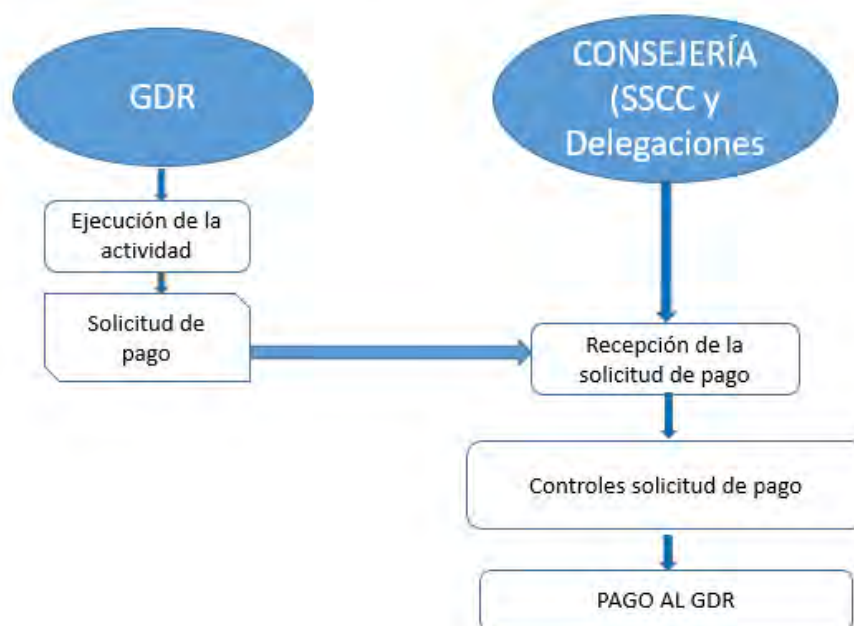 GDR
CONSEJERÍA
(SSCC y
Delegaciones
Ejecución de la
actividad
Solicitud de
pago
Recepción de la
solicitud de pago
Controles solicitud de pago
PAGO AL GDR